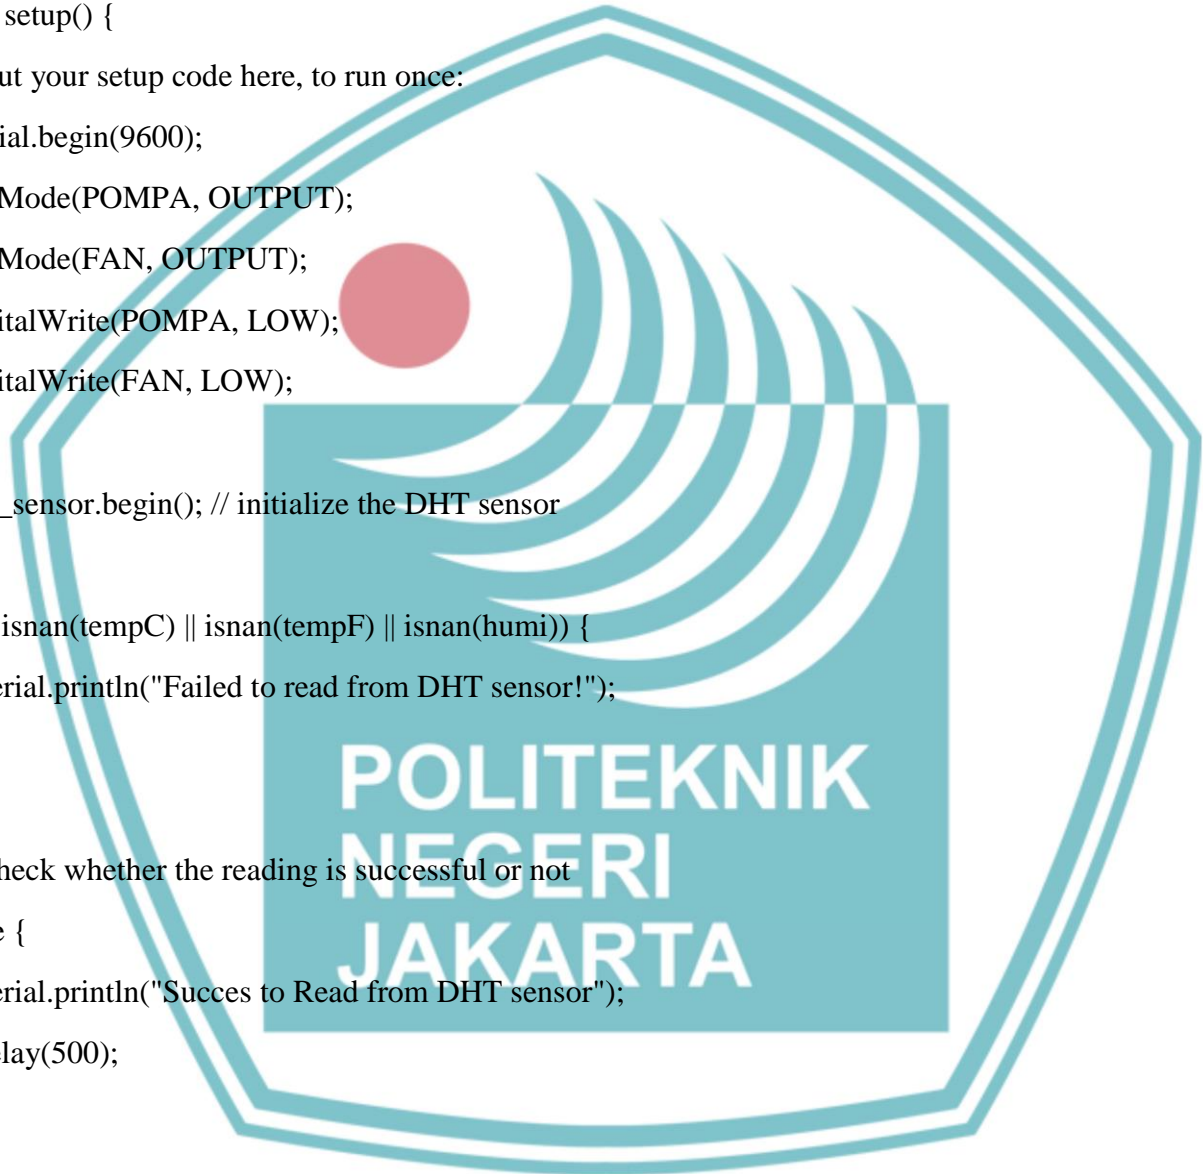 setup() {
ut your setup code here, to run once:
ial.begin(9600);
Mode(POMPA, OUTPUT);
Mode(FAN, OUTPUT);
italWrite(POMPA, LOW);
italWrite(FAN, LOW);
_sensor.begin(); // initialize the DHT sensor
isnan(tempC) || isnan(tempF) || isnan(humi)) {
erial.println("Failed to read from DHT sensor!");
heck whether the reading is successful or not
e {
erial.println("Succes to Read from DHT sensor");
elay(500);
POLITEKNIK
NEGERI
JAKARTA